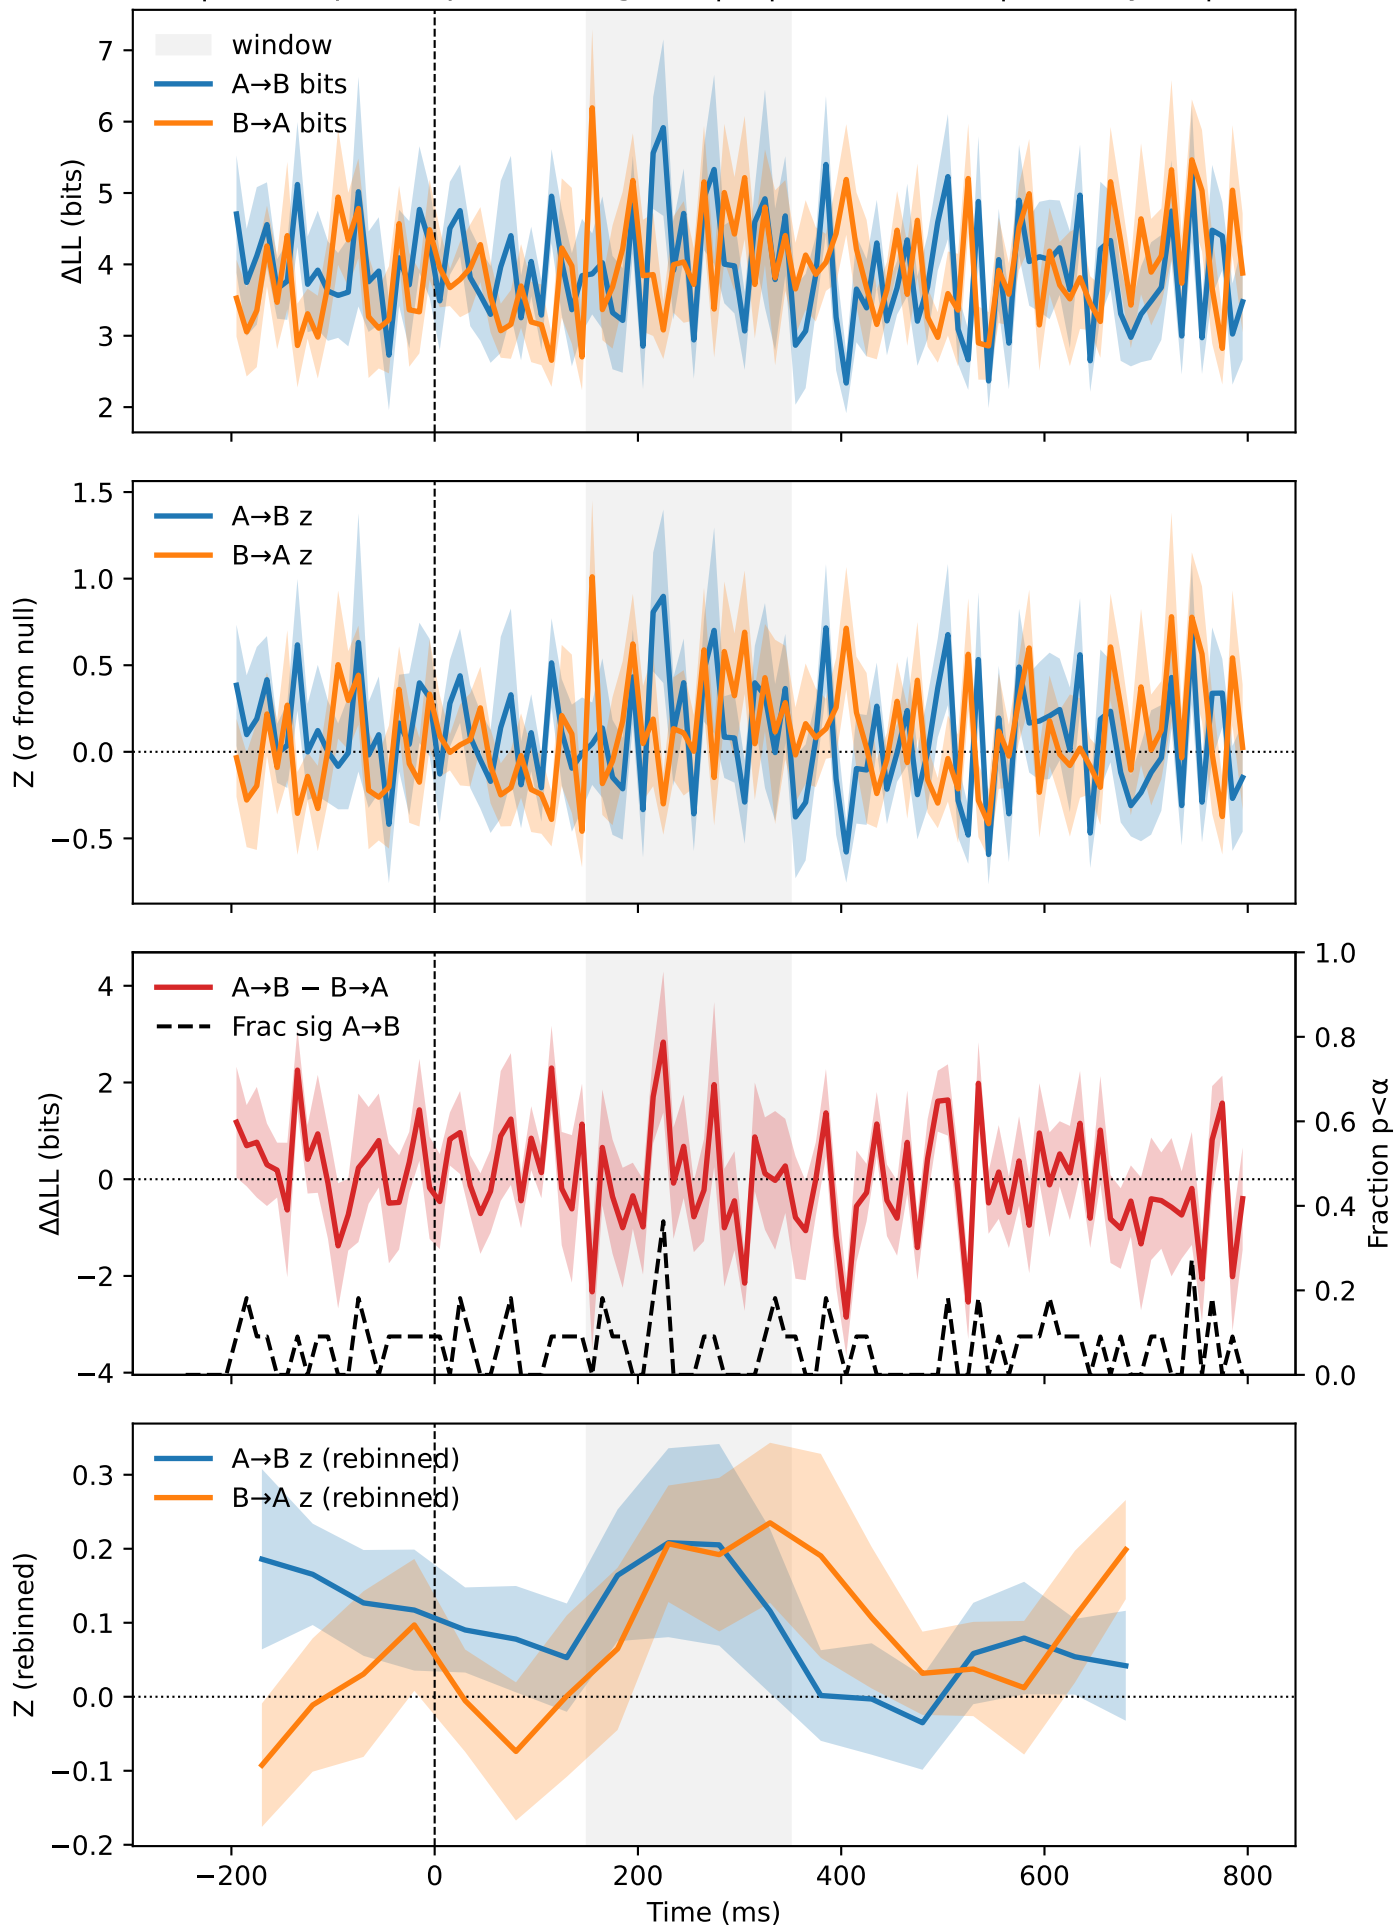 7
6
5
4
3
2
ΔLL (bits)
window
A→B bits
B→A bits
1.5
1.0
0.5
0.0
−0.5
Z (σ from null)
A→B z
B→A z
4
2
0
−2
−4
ΔΔLL (bits)
A→B − B→A
Frac sig A→B
1.0
0.8
0.6
0.4
0.2
0.0
Fraction p<α
0.3
0.2
0.1
0.0
−0.1
−0.2
Z (rebinned)
A→B z (rebinned)
B→A z (rebinned)
−200 0 200 400 600 800
Time (ms)